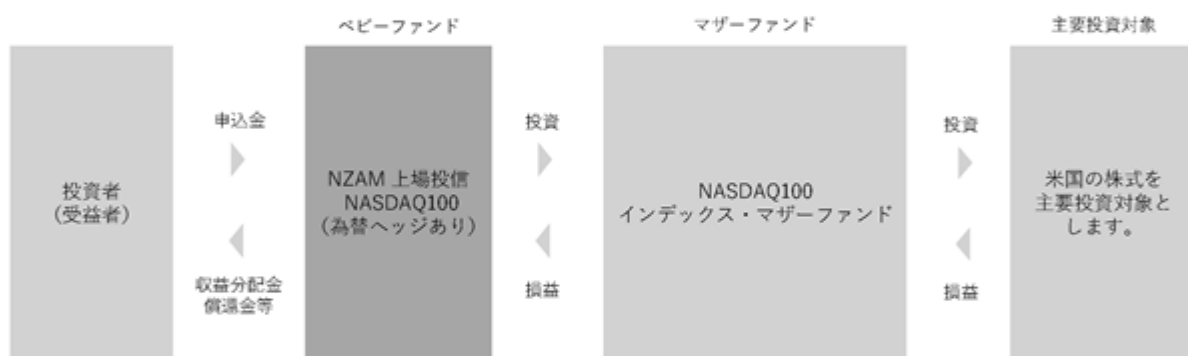 ベビーファンド
マザーファンド
主要投資対象
投資者
(受益者)
申込金
収益分配金
償還金等
NZAM 上場投信
NASDAQ100
(為替ヘッジあり)
投資
損益
NASDAQ100
インデックス・マザーファンド
投資
損益
米国の株式を
主要投資対象と
します。